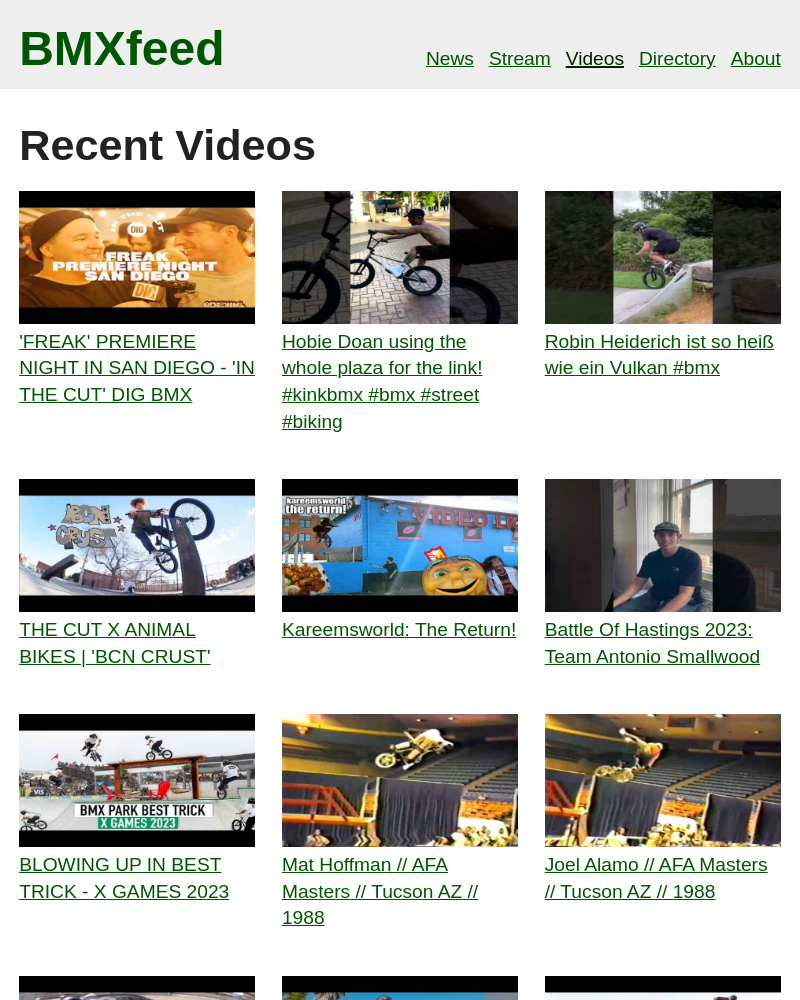 BMXfeed
News Stream Videos Directory About
Recent Videos
IN THE CUT
DIG
FREAK
PREMIERE NIGHT
SAN DIEGO
DIG
'FREAK' PREMIERE
NIGHT IN SAN DIEGO - 'IN
THE CUT' DIG BMX
Hobie Doan using the
whole plaza for the link!
#kinkbmx #bmx #street
#biking
Robin Heiderich ist so heiß
wie ein Vulkan #bmx
BCN
CRUST
THE CUT X ANIMAL
BIKES | 'BCN CRUST'
kareemsworld
the return!
Kareemsworld: The Return!
Battle Of Hastings 2023:
Team Antonio Smallwood
VISA
BMX PARK BEST TRICK
X GAMES 2023
BLOWING UP IN BEST
TRICK - X GAMES 2023
Mat Hoffman // AFA
Masters // Tucson AZ //
1988
Joel Alamo // AFA Masters
// Tucson AZ // 1988